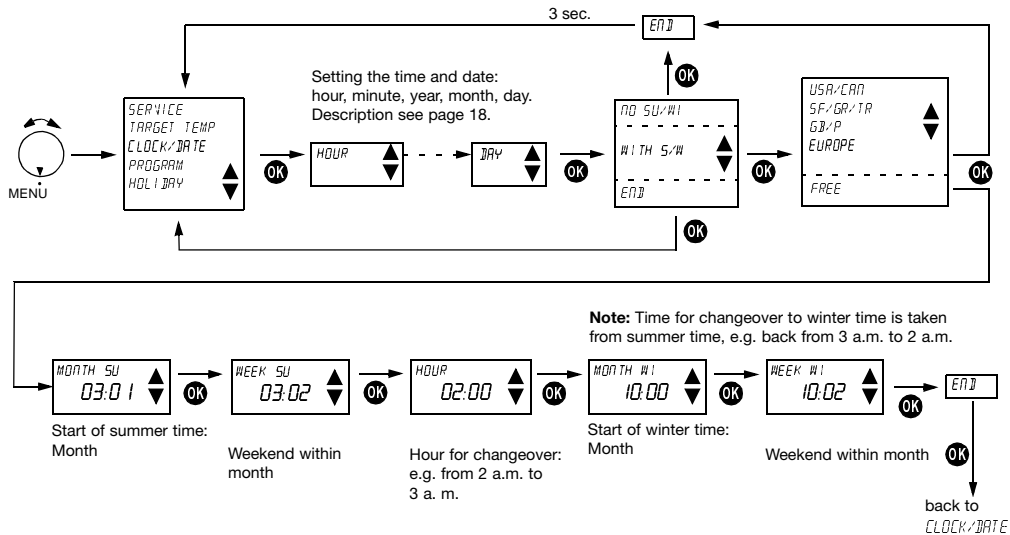 3 sec.
END
OK
Setting the time and date:
hour, minute, year, month, day.
Description see page 18.
MENU
SERVICE
TARGET TEMP
CLOCK/DATE
PROGRAM
HOLIDAY
OK
HOUR
DAY
OK
NO SU/WI
WITH S/W
END
OK
OK
USA/CAN
SF/GR/TR
GB/P
EUROPE
FREE
OK
Note: Time for changeover to winter time is taken
from summer time, e.g. back from 3 a.m. to 2 a.m.
MONTH SU
03:01
OK
Start of summer time:
Month
WEEK SU
03:02
OK
Weekend within
month
HOUR
02:00
OK
Hour for changeover:
e.g. from 2 a.m. to
3 a. m.
MONTH WI
10:00
OK
Start of winter time:
Month
WEEK WI
10:02
OK
Weekend within month
END
OK
back to
CLOCK/DATE